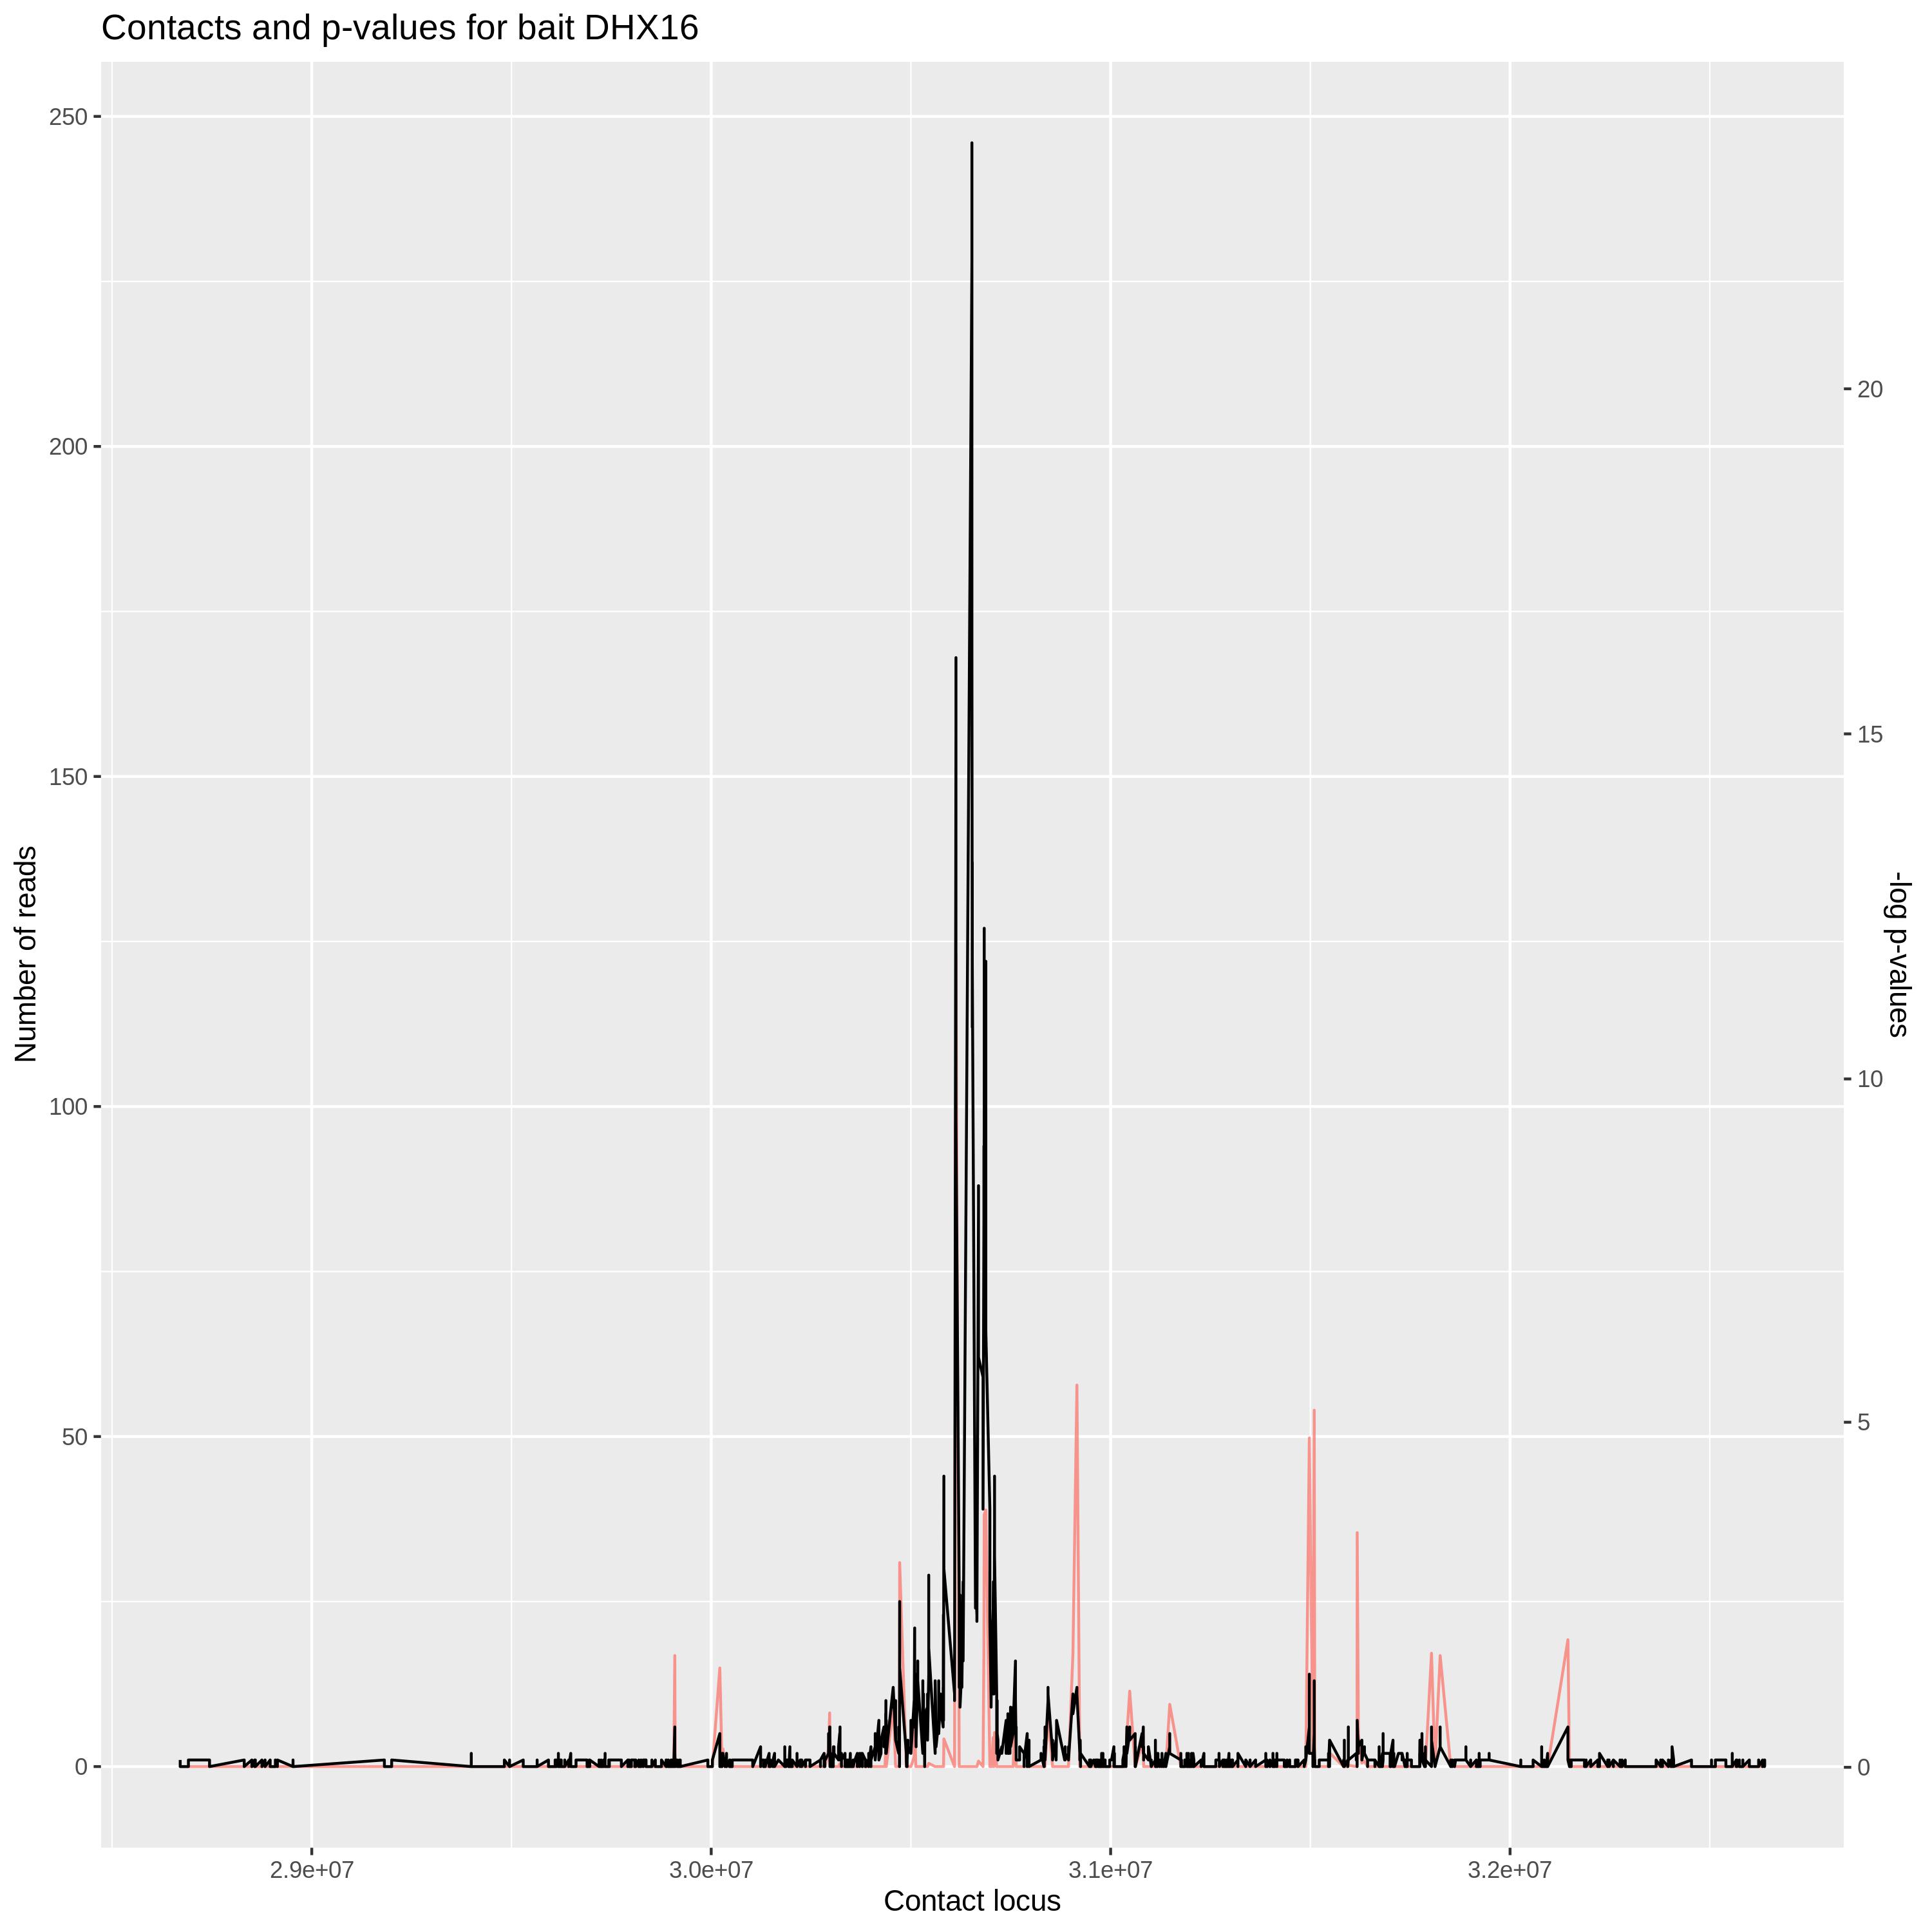 Contacts and p-values for bait DHX16
250
200
150
100
50
0
Number of reads
20
15
10
5
0
-log p-values
2.9e+07
3.0e+07
3.1e+07
3.2e+07
Contact locus